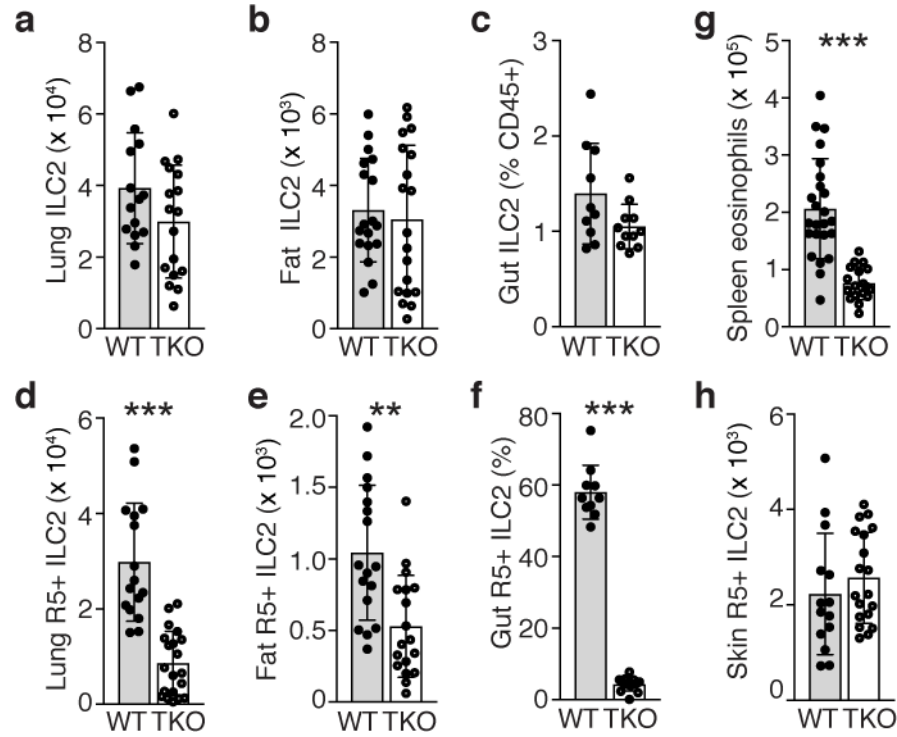 a
Lung ILC2 (x 10⁴)
8
6
4
2
0
WT TKO
b
Fat ILC2 (x 10³)
8
6
4
2
0
WT TKO
c
Gut ILC2 (% CD45+)
3
2
1
0
WT TKO
g
Spleen eosinophils (x 10⁵)
5
4
3
2
1
0
***
WT TKO
d
Lung R5+ ILC2 (x 10⁴)
6
4
2
0
***
WT TKO
e
Fat R5+ ILC2 (x 10³)
2.0
1.5
1.0
0.5
0
**
WT TKO
f
Gut R5+ ILC2 (%)
80
60
40
20
0
***
WT TKO
h
Skin R5+ ILC2 (x 10³)
6
4
2
0
WT TKO